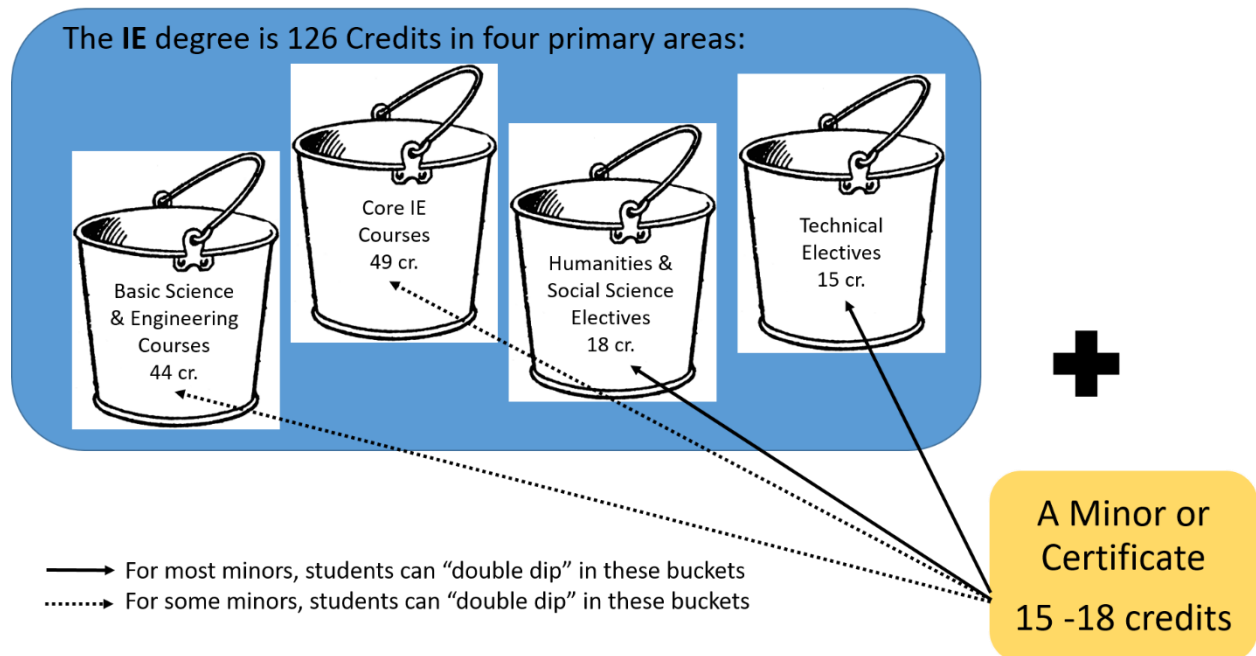 The IE degree is 126 Credits in four primary areas:
Basic Science
& Engineering
Courses
44 cr.
Core IE
Courses
49 cr.
Humanities &
Social Science
Electives
18 cr.
Technical
Electives
15 cr.
A Minor or
Certificate
15 -18 credits
For most minors, students can “double dip” in these buckets
For some minors, students can “double dip” in these buckets